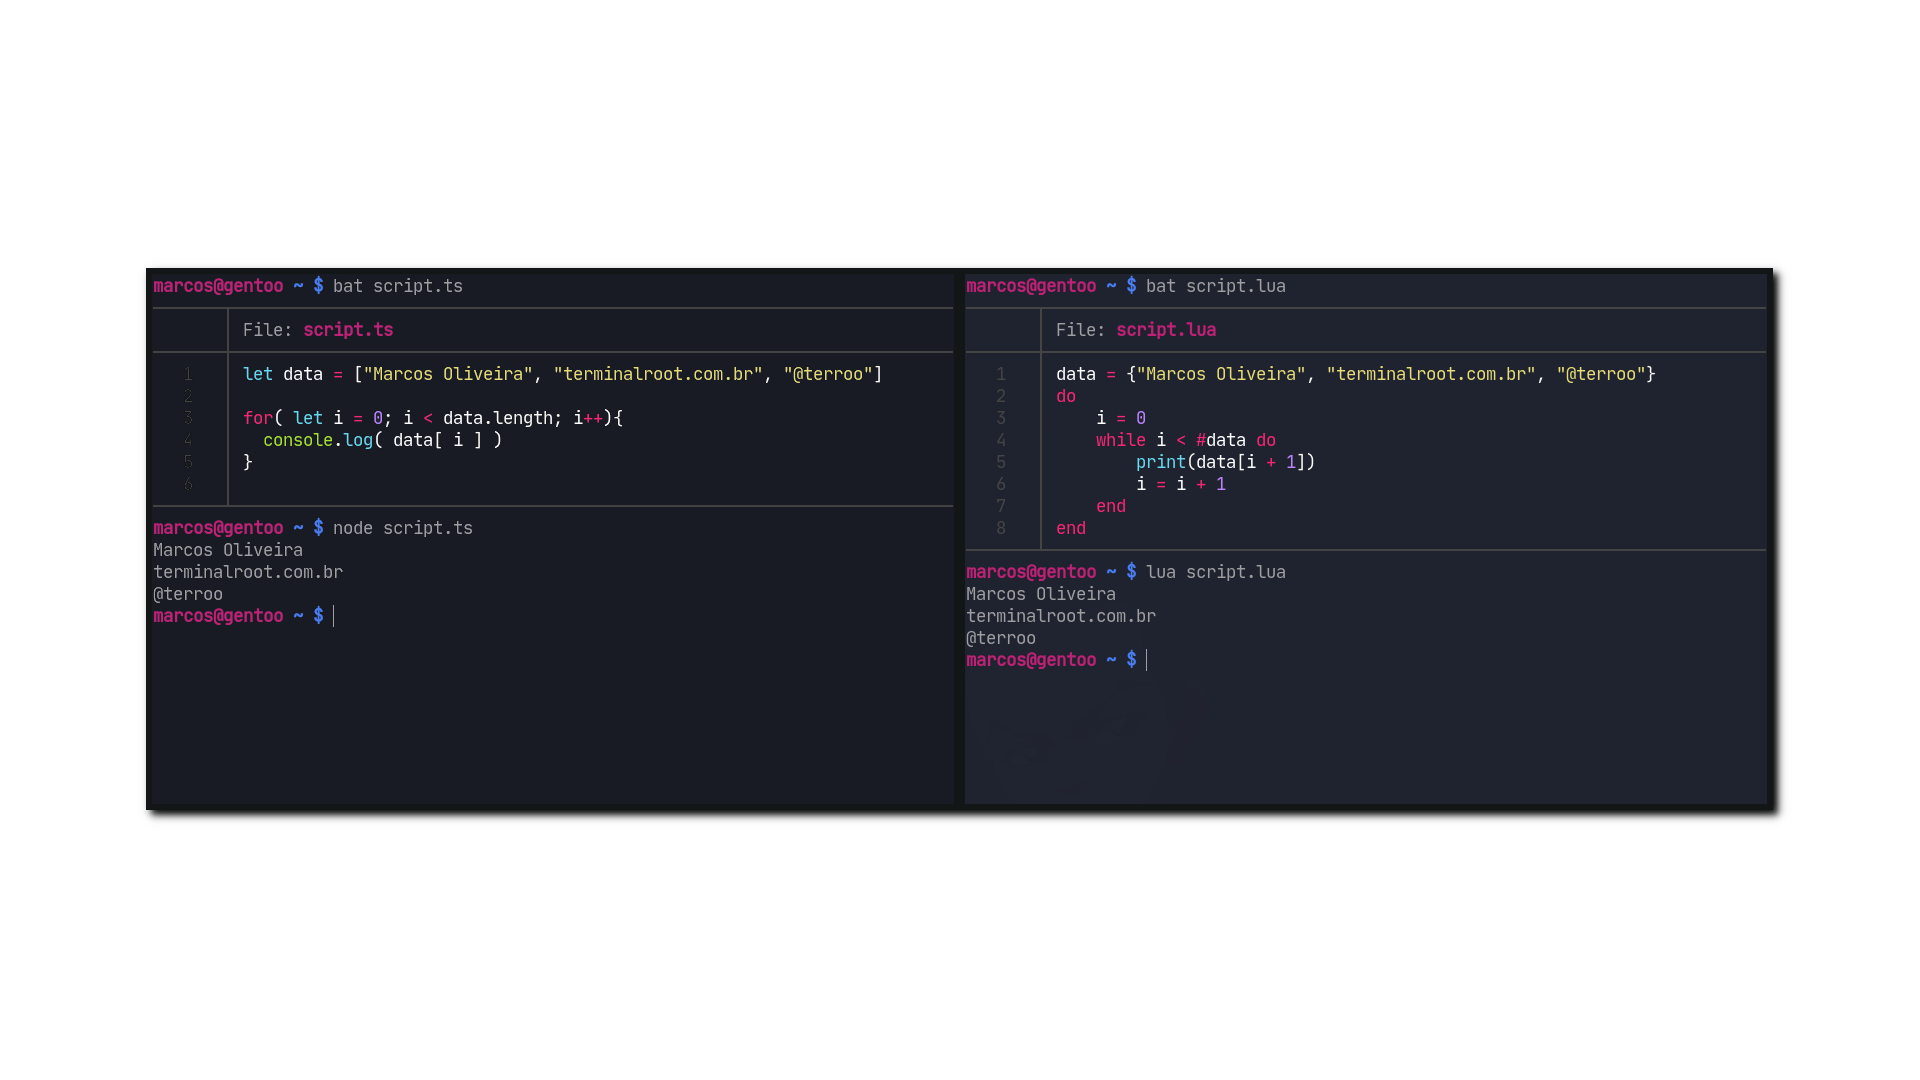 marcos@gentoo ~ $ bat script.ts
File: script.ts
1 let data = ["Marcos Oliveira", "terminalroot.com.br", "@terroo"]
2
3 for( let i = 0; i < data.length; i++){
4   console.log( data[ i ] )
5 }
6
marcos@gentoo ~ $ node script.ts
Marcos Oliveira
terminalroot.com.br
@terroo
marcos@gentoo ~ $
marcos@gentoo ~ $ bat script.lua
File: script.lua
1 data = {"Marcos Oliveira", "terminalroot.com.br", "@terroo"}
2 do
3     i = 0
4     while i < #data do
5         print(data[i + 1])
6         i = i + 1
7     end
8 end
marcos@gentoo ~ $ lua script.lua
Marcos Oliveira
terminalroot.com.br
@terroo
marcos@gentoo ~ $